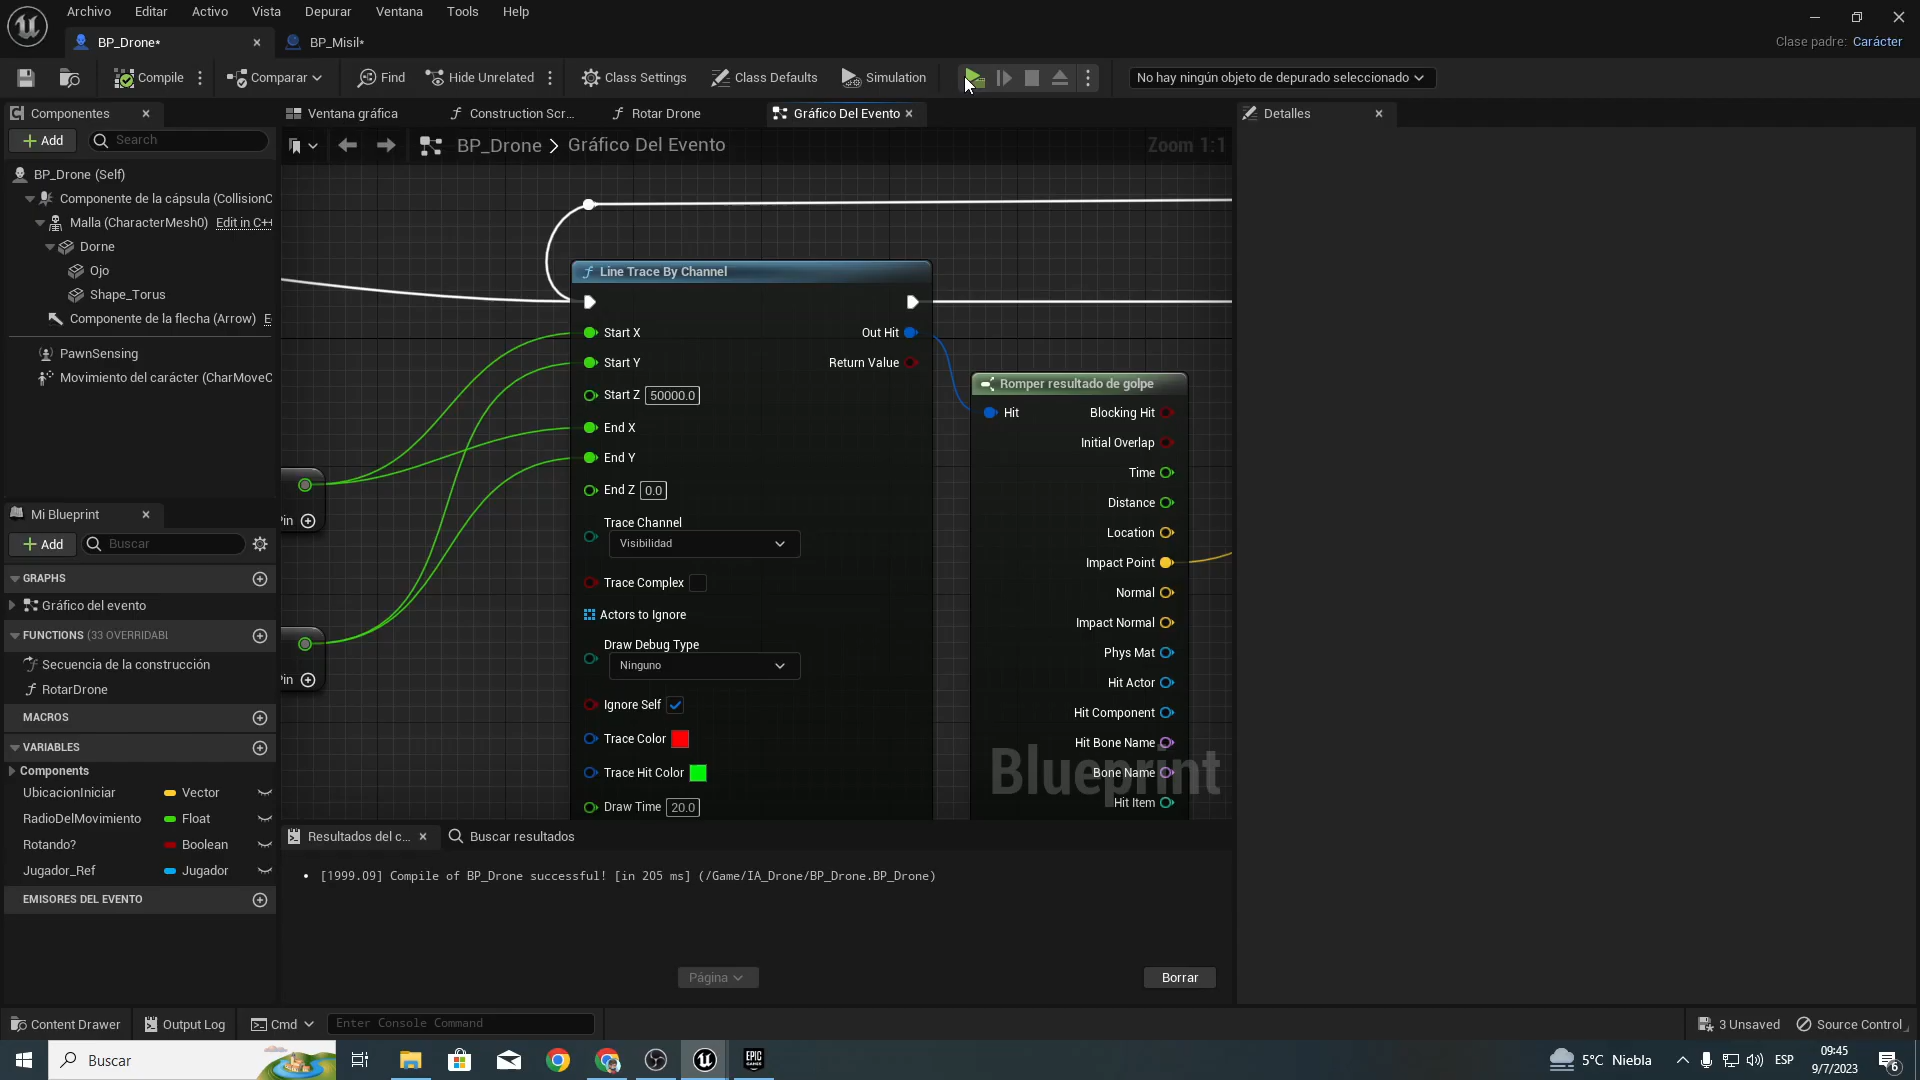 Archivo Editar Activo Vista Depurar Ventana Tools Help
BP_Drone* BP_Misil*
Clase padre: Carácter
Compile Comparar Find Hide Unrelated Class Settings Class Defaults Simulation No hay ningún objeto de depurado seleccionado
Componentes Ventana gráfica Construction Scr... Rotar Drone Gráfico Del Evento Detalles
Add Search
BP_Drone > Gráfico Del Evento Zoom 1:1
BP_Drone (Self)
Componente de la cápsula (CollisionC
Malla (CharacterMesh0) Edit in C++
Dorne
Ojo
Shape_Torus
Componente de la flecha (Arrow) E
PawnSensing
Movimiento del carácter (CharMoveC
Line Trace By Channel
Start X Out Hit
Start Y Return Value
Start Z 50000.0
End X
End Y
End Z 0.0
Trace Channel
Visibilidad
Trace Complex
Actors to Ignore
Draw Debug Type
Ninguno
Ignore Self
Trace Color
Trace Hit Color
Draw Time 20.0
Pin
Pin
Romper resultado de golpe
Hit Blocking Hit
Initial Overlap
Time
Distance
Location
Impact Point
Normal
Impact Normal
Phys Mat
Hit Actor
Hit Component
Hit Bone Name
Bone Name
Hit Item
Blueprint
Mi Blueprint
Add Buscar
GRAPHS
Gráfico del evento
FUNCTIONS (33 OVERRIDABL
Secuencia de la construcción
RotarDrone
MACROS
VARIABLES
Components
UbicacionIniciar Vector
RadioDelMovimiento Float
Rotando? Boolean
Jugador_Ref Jugador
EMISORES DEL EVENTO
Resultados del c... Buscar resultados
[1999.09] Compile of BP_Drone successful! [in 205 ms] (/Game/IA_Drone/BP_Drone.BP_Drone)
Página Borrar
Content Drawer Output Log Cmd Enter Console Command 3 Unsaved Source Control
Buscar EPIC GAMES 5°C Niebla ESP 09:45
9/7/2023 6